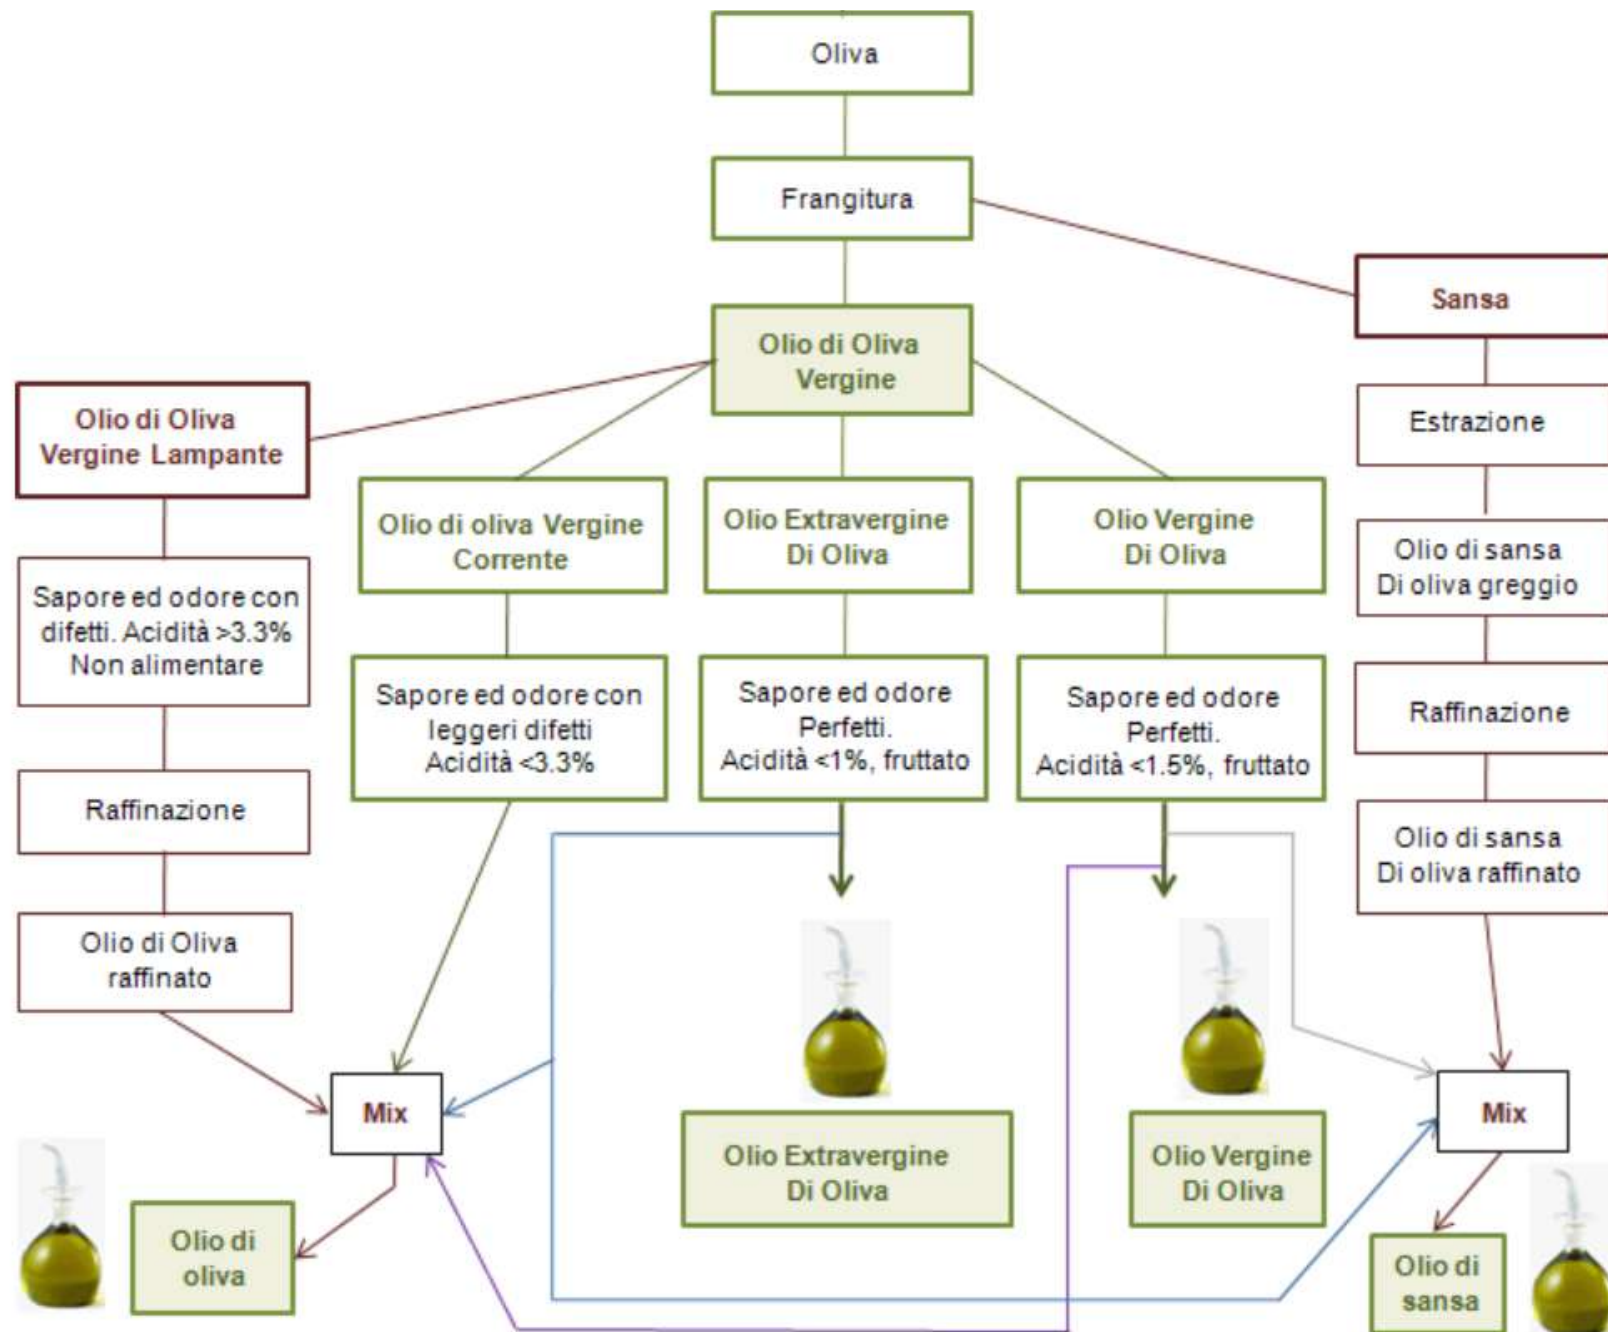 Oliva
Frangitura
Sansa
Olio di Oliva
Vergine
Olio di Oliva
Vergine Lampante
Estrazione
Olio di oliva Vergine
Corrente
Olio Extravergine
Di Oliva
Olio Vergine
Di Oliva
Olio di sansa
Di oliva greggio
Sapore ed odore con
difetti. Acidità >3.3%
Non alimentare
Sapore ed odore con
leggeri difetti
Acidità <3.3%
Sapore ed odore
Perfetti.
Acidità <1%, fruttato
Sapore ed odore
Perfetti.
Acidità <1.5%, fruttato
Raffinazione
Raffinazione
Olio di sansa
Di oliva raffinato
Olio di Oliva
raffinato
Mix
Mix
Olio Extravergine
Di Oliva
Olio Vergine
Di Oliva
Olio di
oliva
Olio di
sansa